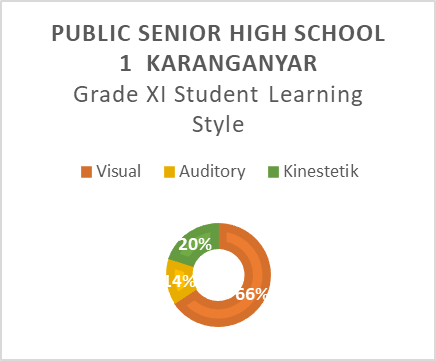 PUBLIC SENIOR HIGH SCHOOL
1 KARANGANYAR
Grade XI Student Learning
Style
Visual Auditory Kinestetik
20%
14%
66%